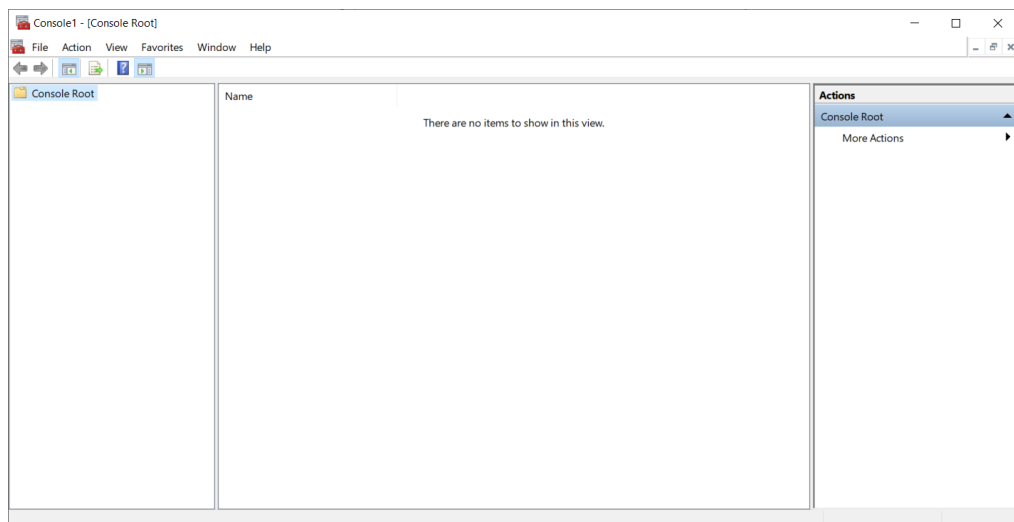 Console1 - [Console Root]
File Action View Favorites Window Help
Console Root
Name
There are no items to show in this view.
Actions
Console Root
More Actions